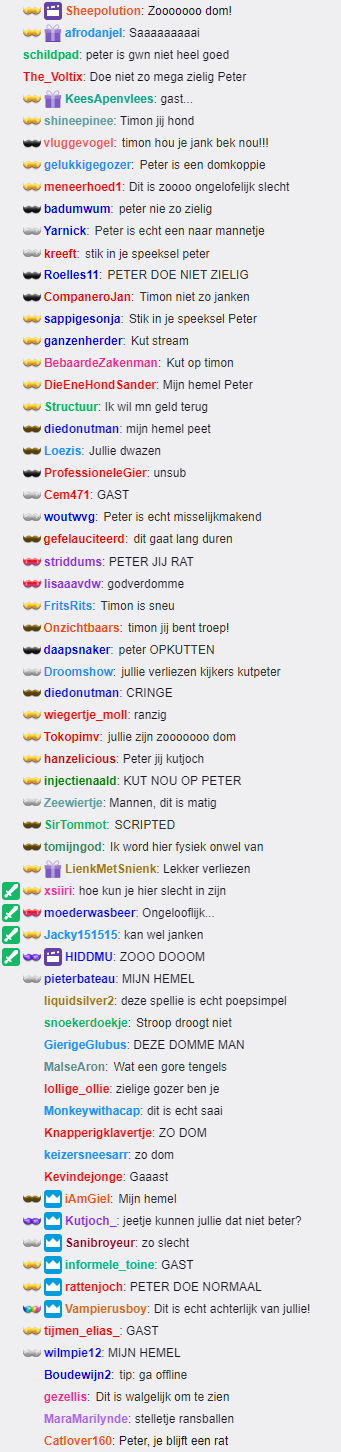 Sheepolution: Zooooooo dom!
afrodanjel: Saaaaaaaaai
schildpad: peter is gwn niet heel goed
The_Voltix: Doe niet zo mega zielig Peter
KeesApenvlees: gast...
shineepinee: Timon jij hond
vluggevogel: timon hou je jank bek nou!!!
gelukkigegozer: Peter is een domkoppie
meneerhoed1: Dit is zoooo ongelofelijk slecht
badumwum: peter nie zo zielig
Yarnick: Peter is echt een naar mannetje
kreeft: stik in je speeksel peter
Roelles11: PETER DOE NIET ZIELIG
CompaneroJan: Timon niet zo janken
sappigesonja: Stik in je speeksel Peter
ganzenherder: Kut stream
BebaardeZakenman: Kut op timon
DieEneHondSander: Mijn hemel Peter
Structuur: Ik wil mn geld terug
diedonutman: mijn hemel peet
Loezis: Jullie dwazen
ProfessioneleGier: unsub
Cem471: GAST
woutwvg: Peter is echt misselijkmakend
gefelauciteerd: dit gaat lang duren
striddums: PETER JIJ RAT
lisaaavdw: godverdomme
FritsRits: Timon is sneu
Onzichtbaars: timon jij bent troep!
daapsnaker: peter OPKUTTEN
Droomshow: jullie verliezen kijkers kutpeter
diedonutman: CRINGE
wiegertje_moll: ranzig
Tokopimv: jullie zijn zooooooo dom
hanzelicious: Peter jij kutjoch
injectienaald: KUT NOU OP PETER
Zeewiertje: Mannen, dit is matig
SirTommot: SCRIPTED
tomijngod: Ik word hier fysiek onwel van
LienkMetSnienk: Lekker verliezen
xsiiri: hoe kun je hier slecht in zijn
moederwasbeer: Ongelooflijk...
Jacky151515: kan wel janken
HIDDMU: ZOOO DOOOM
pieterbateau: MIJN HEMEL
liquidsilver2: deze spellie is echt poepsimpel
snoekerdoekje: Stroop droogt niet
GierigeGlubus: DEZE DOMME MAN
MalseAron: Wat een gore tengels
lollige_ollie: zielige gozer ben je
Monkeywithacap: dit is echt saai
Knapperigklavertje: ZO DOM
keizersneesarr: zo dom
Kevindejonge: Gaaast
iAmGiel: Mijn hemel
Kutjoch_: jeetje kunnen jullie dat niet beter?
Sanibroyeur: zo slecht
informele_toine: GAST
rattenjoch: PETER DOE NORMAAL
Vampierusboy: Dit is echt achterlijk van jullie!
tijmen_elias_: GAST
wilmpie12: MIJN HEMEL
Boudewijn2: tip: ga offline
gezellis: Dit is walgelijk om te zien
MaraMarilynde: stelletje ransballen
Catlover160: Peter, je blijft een rat